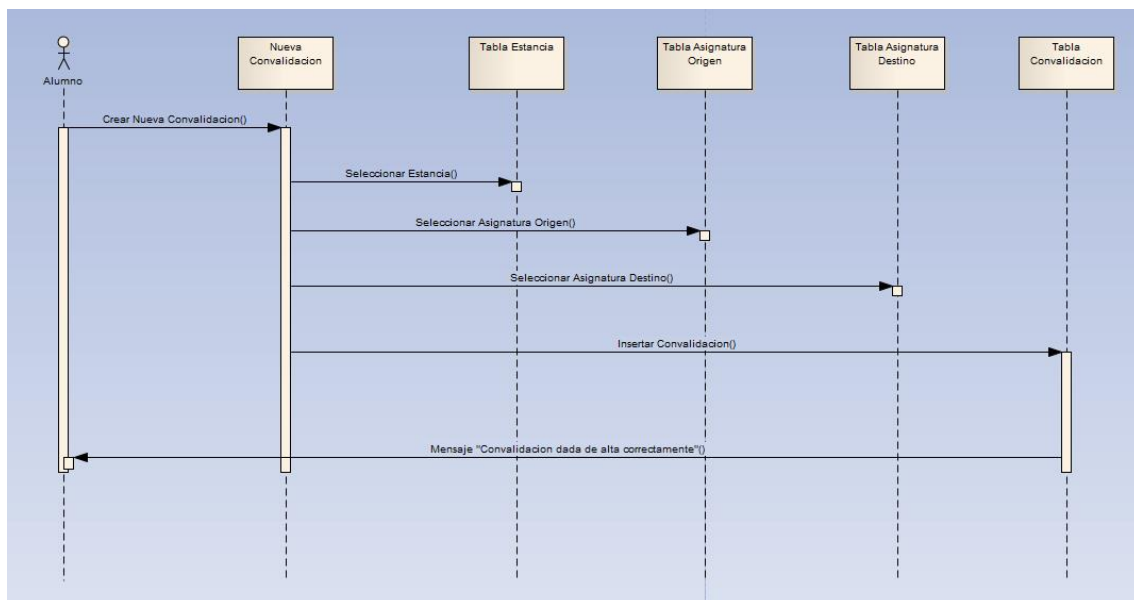 Alumno
Nueva
Convalidacion
Tabla Estancia
Tabla Asignatura
Origen
Tabla Asignatura
Destino
Tabla
Convalidacion
Crear Nueva Convalidacion()
Seleccionar Estancia()
Seleccionar Asignatura Origen()
Seleccionar Asignatura Destino()
Insertar Convalidacion()
Mensaje "Convalidacion dada de alta correctamente"()